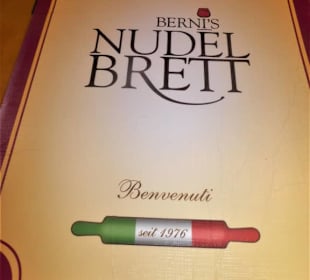 BERNI'S
NUDEL
BRETT
Benvenuti
seit 1976